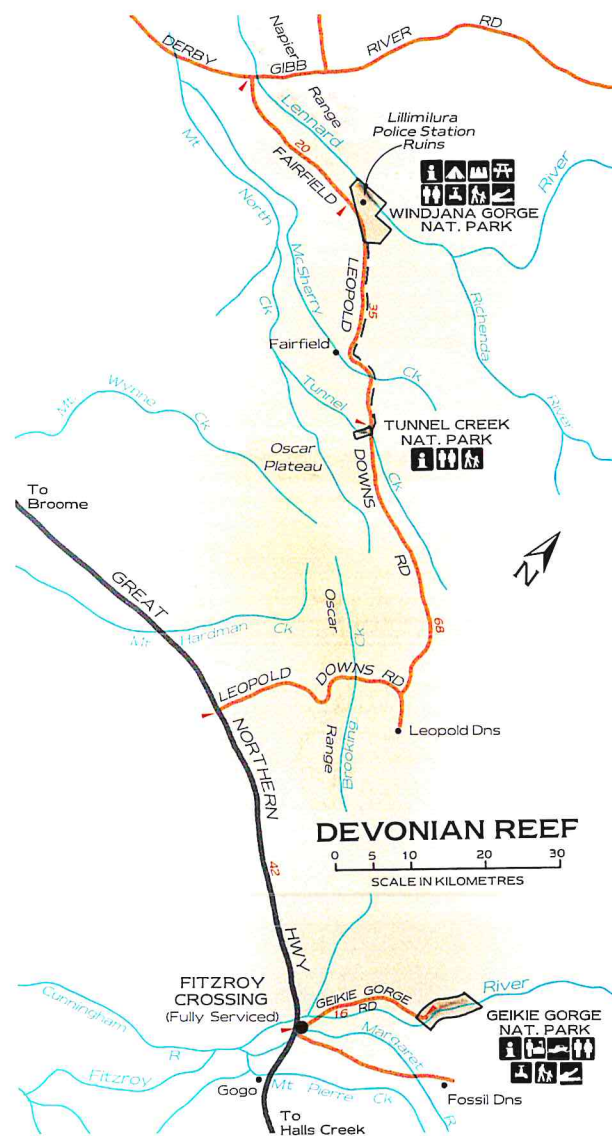 DERBY
GIBB
RIVER
RD
Napier
Range
Lennard
Lillimilura
Police Station
Ruins
20
FAIRFIELD
WINDJANA GORGE
NAT. PARK
River
Mt
North
Ck
McSherry
Ck
LEOPOLD
35
Richenda
River
Fairfield
Tunnel
Ck
TUNNEL CREEK
NAT. PARK
Mt Wynne Ck
Oscar
Plateau
DOWNS
RD
68
To
Broome
N
GREAT
Mt Hardman Ck
Oscar
Range
Brooking
Ck
LEOPOLD DOWNS RD
Leopold Dns
NORTHERN
42
HWY
DEVONIAN REEF
0 5 10 20 30
SCALE IN KILOMETRES
FITZROY
CROSSING
(Fully Serviced)
GEIKIE GORGE
16 RD
River
GEIKIE GORGE
NAT. PARK
Cunningham
R
Fitzroy
Margaret
R
Gogo
Mt Pierre
Ck
Fossil Dns
To
Halls Creek